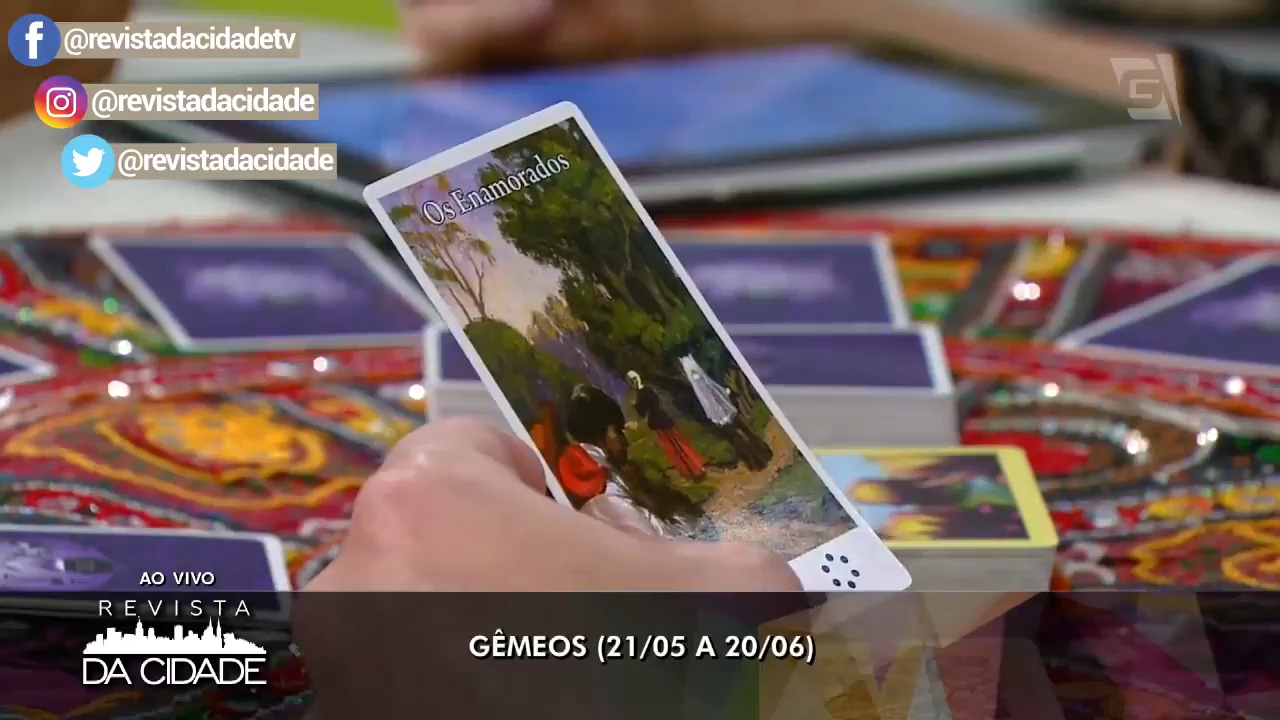 @revistadacidadetv
@revistadacidade
@revistadacidade
Os Enamorados
AO VIVO
REVISTA
DA CIDADE
GÊMEOS (21/05 A 20/06)